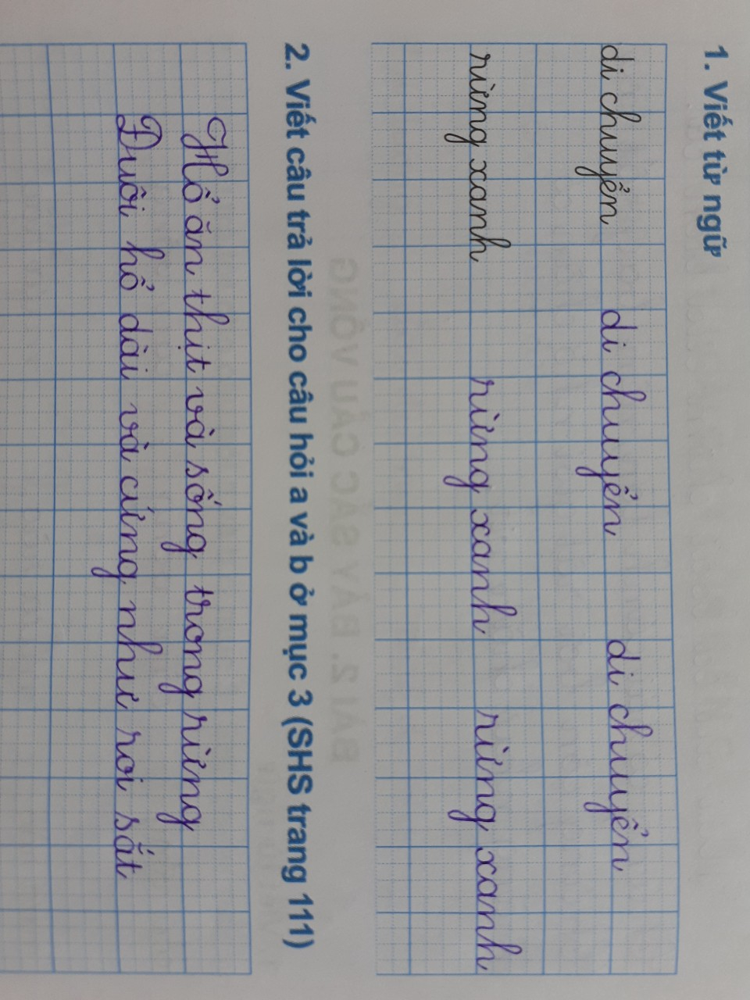 1. Viết từ ngữ
di chuyển di chuyển di chuyển
rừng xanh rừng xanh rừng xanh
2. Viết câu trả lời cho câu hỏi a và b ở mục 3 (SHS trang 111)
Hổ ăn thịt và sống trong rừng
Đuôi hổ dài và cứng như roi sắt